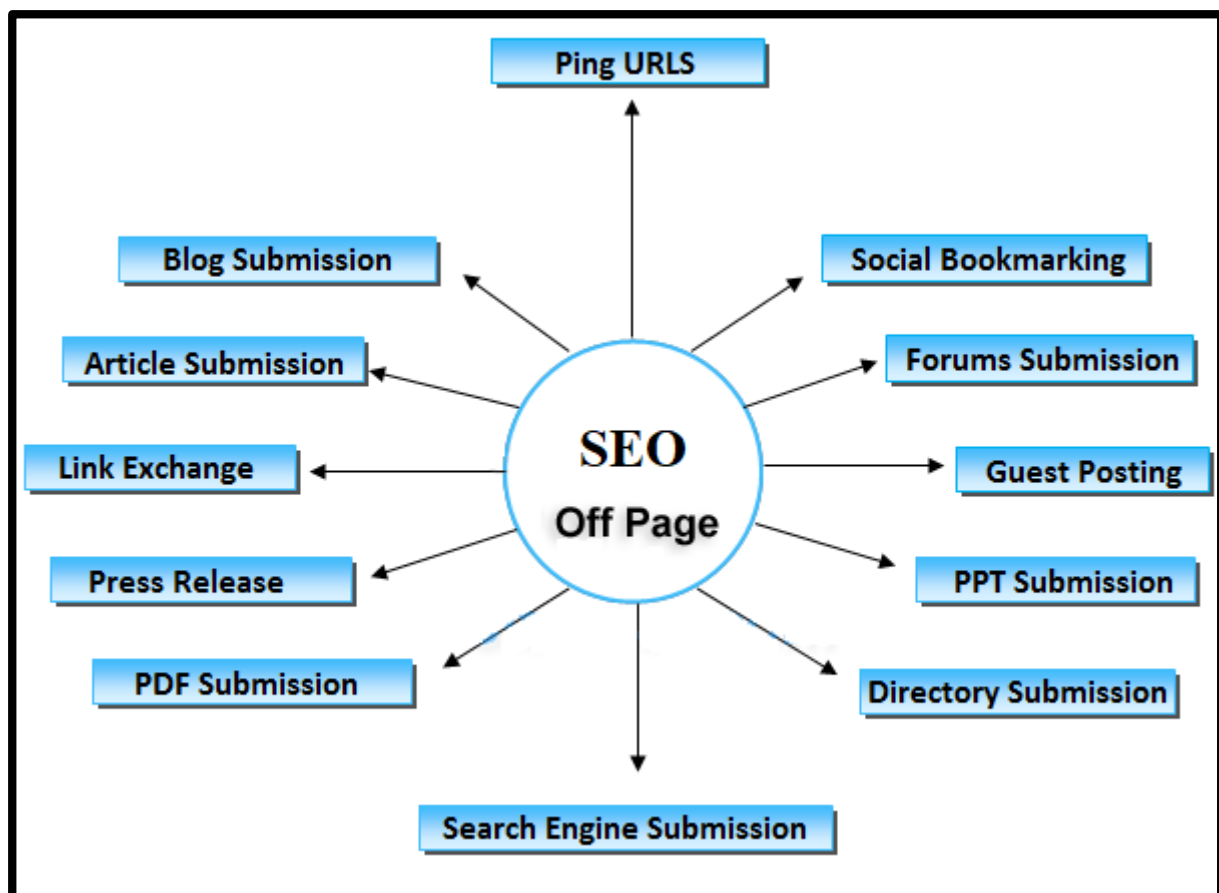 Ping URLS
Blog Submission
Social Bookmarking
Article Submission
Forums Submission
SEO
Off Page
Link Exchange
Guest Posting
Press Release
PPT Submission
PDF Submission
Directory Submission
Search Engine Submission